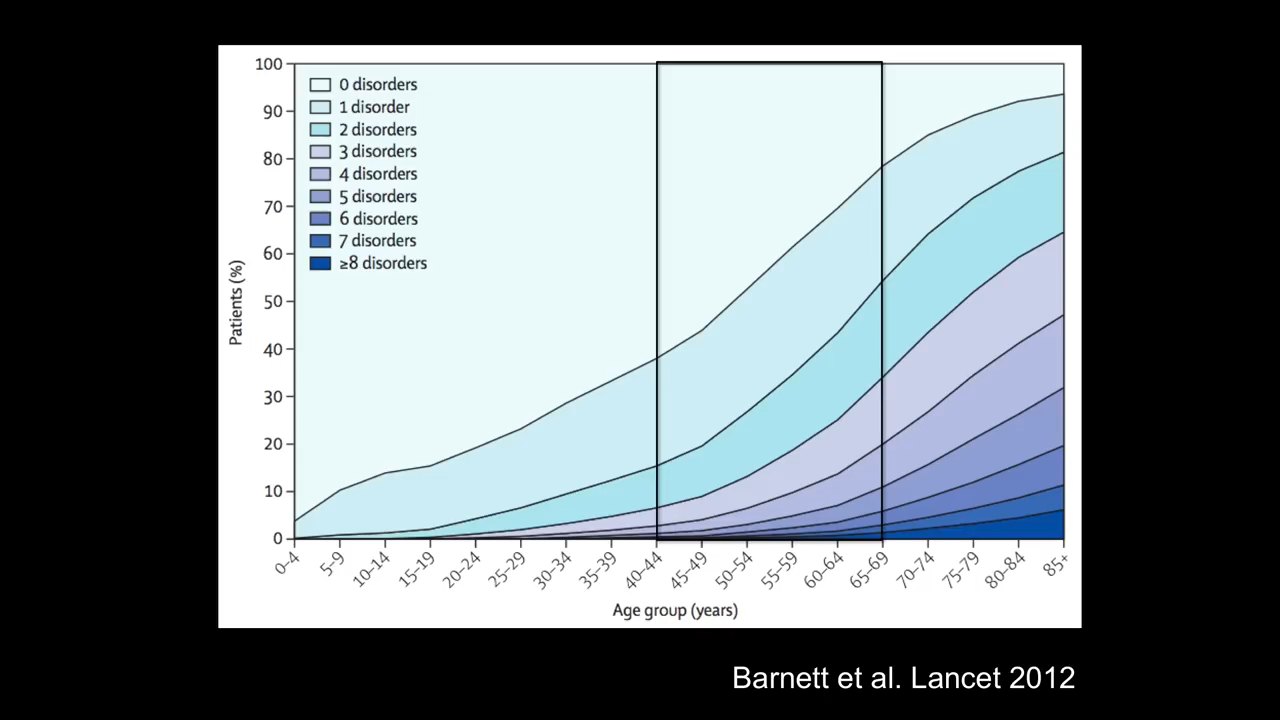 100
90
80
70
60
50
40
30
20
10
0
Patients (%)
0 disorders
1 disorder
2 disorders
3 disorders
4 disorders
5 disorders
6 disorders
7 disorders
≥8 disorders
0–4
5–9
10–14
15–19
20–24
25–29
30–34
35–39
40–44
45–49
50–54
55–59
60–64
65–69
70–74
75–79
80–84
85+
Age group (years)
Barnett et al. Lancet 2012